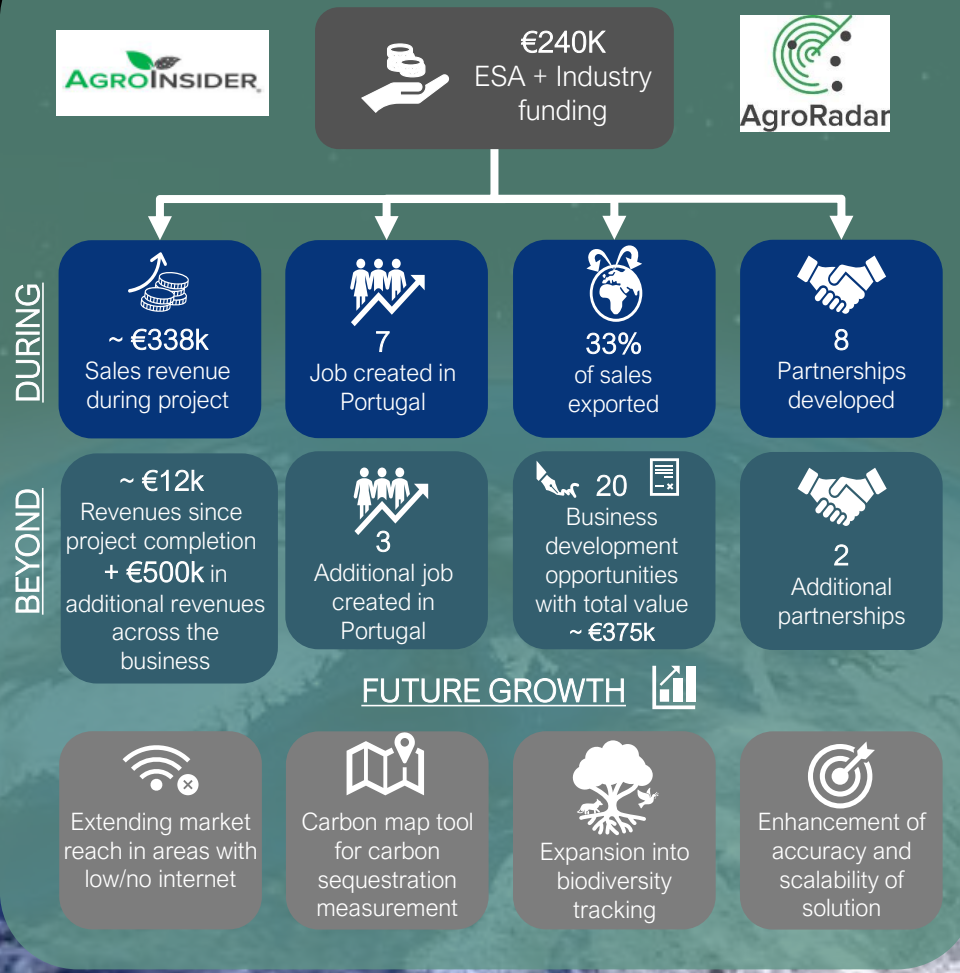 AGROINSIDER
€240K
ESA + Industry
funding
AgroRadar
DURING
~ €338k
Sales revenue
during project
7
Job created in
Portugal
33%
of sales
exported
8
Partnerships
developed
BEYOND
~ €12k
Revenues since
project completion
+ €500k in
additional revenues
across the
business
3
Additional job
created in
Portugal
20
Business
development
opportunities
with total value
~ €375k
2
Additional
partnerships
FUTURE GROWTH
Extending market
reach in areas with
low/no internet
Carbon map tool
for carbon
sequestration
measurement
Expansion into
biodiversity
tracking
Enhancement of
accuracy and
scalability of
solution